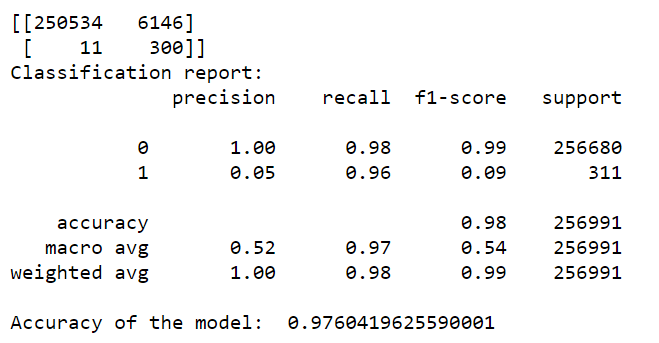 [[250534   6146]
 [    11    300]]
Classification report:
              precision    recall  f1-score   support

           0       1.00      0.98      0.99    256680
           1       0.05      0.96      0.09       311

    accuracy                           0.98    256991
   macro avg       0.52      0.97      0.54    256991
weighted avg       1.00      0.98      0.99    256991

Accuracy of the model:  0.9760419625590001